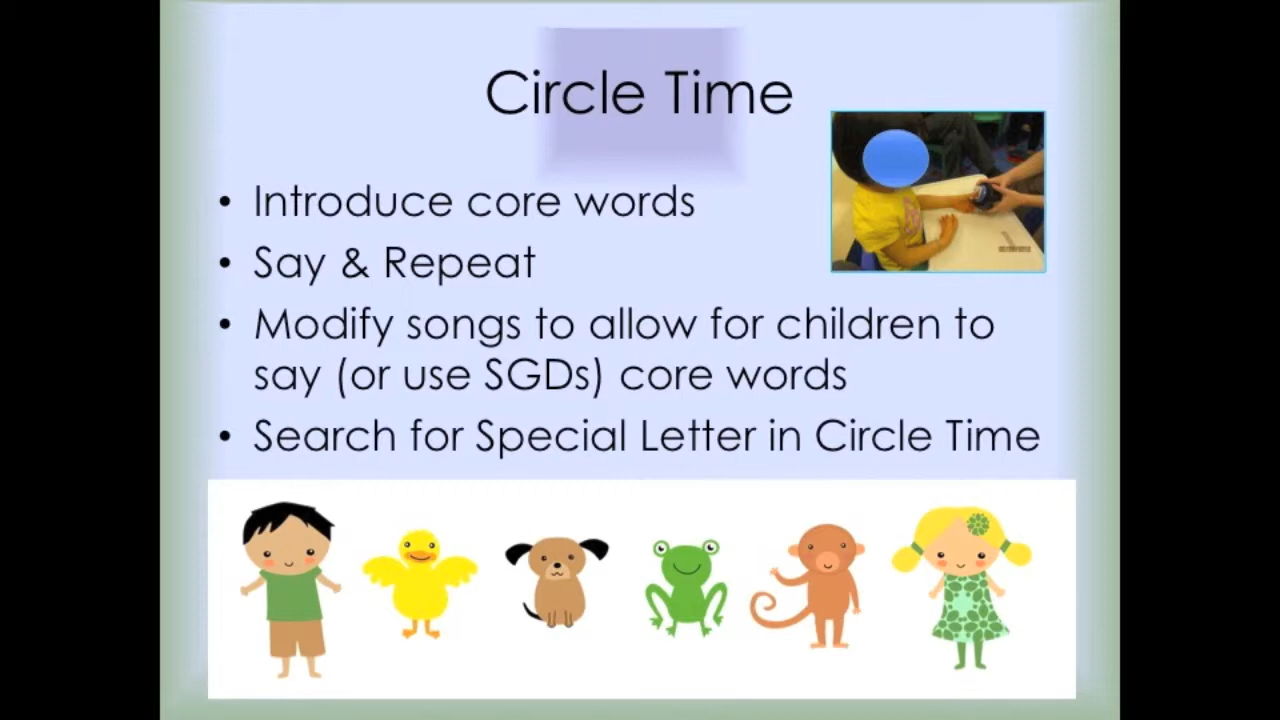 Circle Time
• Introduce core words
• Say & Repeat
• Modify songs to allow for children to
say (or use SGDs) core words
• Search for Special Letter in Circle Time